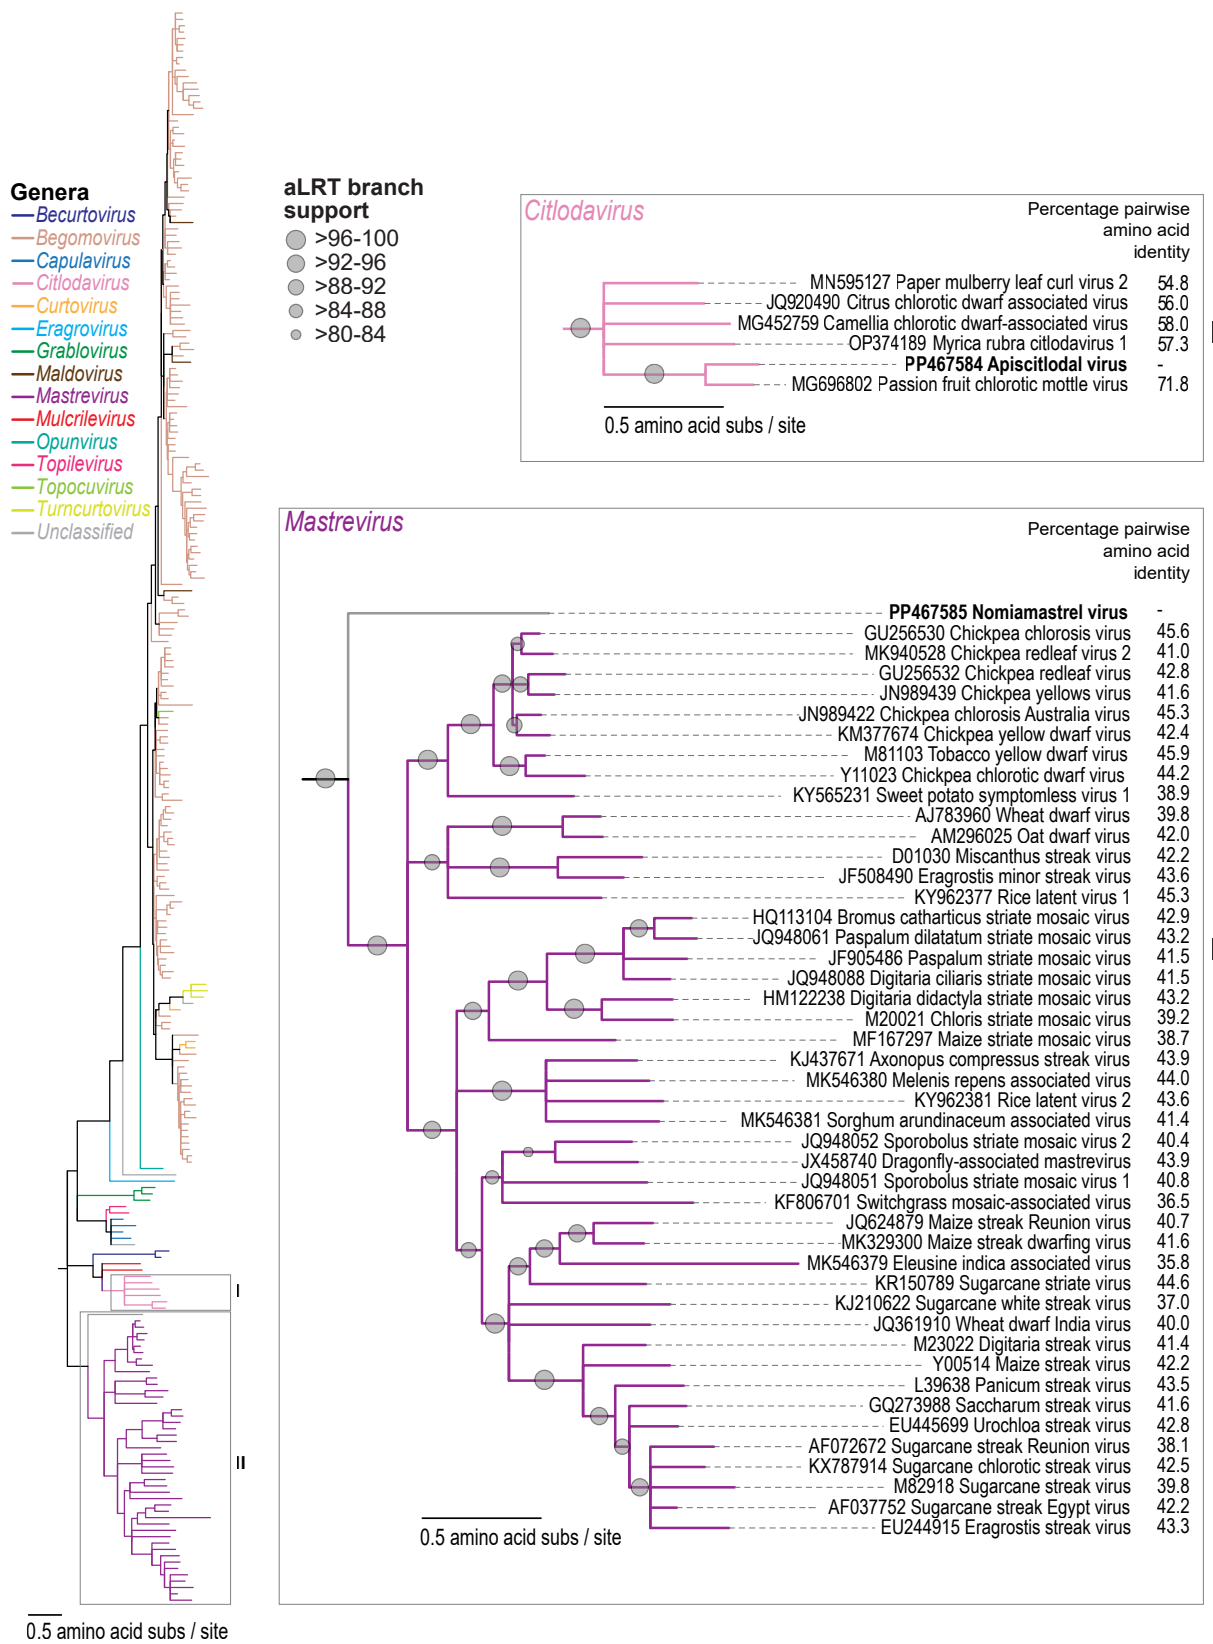 Genera
Becurtovirus
Begomovirus
Capulavirus
Citlodavirus
Curtovirus
Eragrovirus
Grablovirus
Maldovirus
Mastrevirus
Mulcrilevirus
Opunvirus
Topilevirus
Topocuvirus
Turncurtovirus
Unclassified
aLRT branch
support
>96-100
>92-96
>88-92
>84-88
>80-84
I
II
0.5 amino acid subs / site
Citlodavirus
Percentage pairwise
amino acid
identity
MN595127 Paper mulberry leaf curl virus 2 54.8
JQ920490 Citrus chlorotic dwarf associated virus 56.0
MG452759 Camellia chlorotic dwarf-associated virus 58.0
OP374189 Myrica rubra citlodavirus 1 57.3
PP467584 Apiscitlodal virus -
MG696802 Passion fruit chlorotic mottle virus 71.8
0.5 amino acid subs / site
Mastrevirus
Percentage pairwise
amino acid
identity
PP467585 Nomiamastrel virus -
GU256530 Chickpea chlorosis virus 45.6
MK940528 Chickpea redleaf virus 2 41.0
GU256532 Chickpea redleaf virus 42.8
JN989439 Chickpea yellows virus 41.6
JN989422 Chickpea chlorosis Australia virus 45.3
KM377674 Chickpea yellow dwarf virus 42.4
M81103 Tobacco yellow dwarf virus 45.9
Y11023 Chickpea chlorotic dwarf virus 44.2
KY565231 Sweet potato symptomless virus 1 38.9
AJ783960 Wheat dwarf virus 39.8
AM296025 Oat dwarf virus 42.0
D01030 Miscanthus streak virus 42.2
JF508490 Eragrostis minor streak virus 43.6
KY962377 Rice latent virus 1 45.3
HQ113104 Bromus catharticus striate mosaic virus 42.9
JQ948061 Paspalum dilatatum striate mosaic virus 43.2
JF905486 Paspalum striate mosaic virus 41.5
JQ948088 Digitaria ciliaris striate mosaic virus 41.5
HM122238 Digitaria didactyla striate mosaic virus 43.2
M20021 Chloris striate mosaic virus 39.2
MF167297 Maize striate mosaic virus 38.7
KJ437671 Axonopus compressus streak virus 43.9
MK546380 Melenis repens associated virus 44.0
KY962381 Rice latent virus 2 43.6
MK546381 Sorghum arundinaceum associated virus 41.4
JQ948052 Sporobolus striate mosaic virus 2 40.4
JX458740 Dragonfly-associated mastrevirus 43.9
JQ948051 Sporobolus striate mosaic virus 1 40.8
KF806701 Switchgrass mosaic-associated virus 36.5
JQ624879 Maize streak Reunion virus 40.7
MK329300 Maize streak dwarfing virus 41.6
MK546379 Eleusine indica associated virus 35.8
KR150789 Sugarcane striate virus 44.6
KJ210622 Sugarcane white streak virus 37.0
JQ361910 Wheat dwarf India virus 40.0
M23022 Digitaria streak virus 41.4
Y00514 Maize streak virus 42.2
L39638 Panicum streak virus 43.5
GQ273988 Saccharum streak virus 41.6
EU445699 Urochloa streak virus 42.8
AF072672 Sugarcane streak Reunion virus 38.1
KX787914 Sugarcane chlorotic streak virus 42.5
M82918 Sugarcane streak virus 39.8
AF037752 Sugarcane streak Egypt virus 42.2
EU244915 Eragrostis streak virus 43.3
0.5 amino acid subs / site